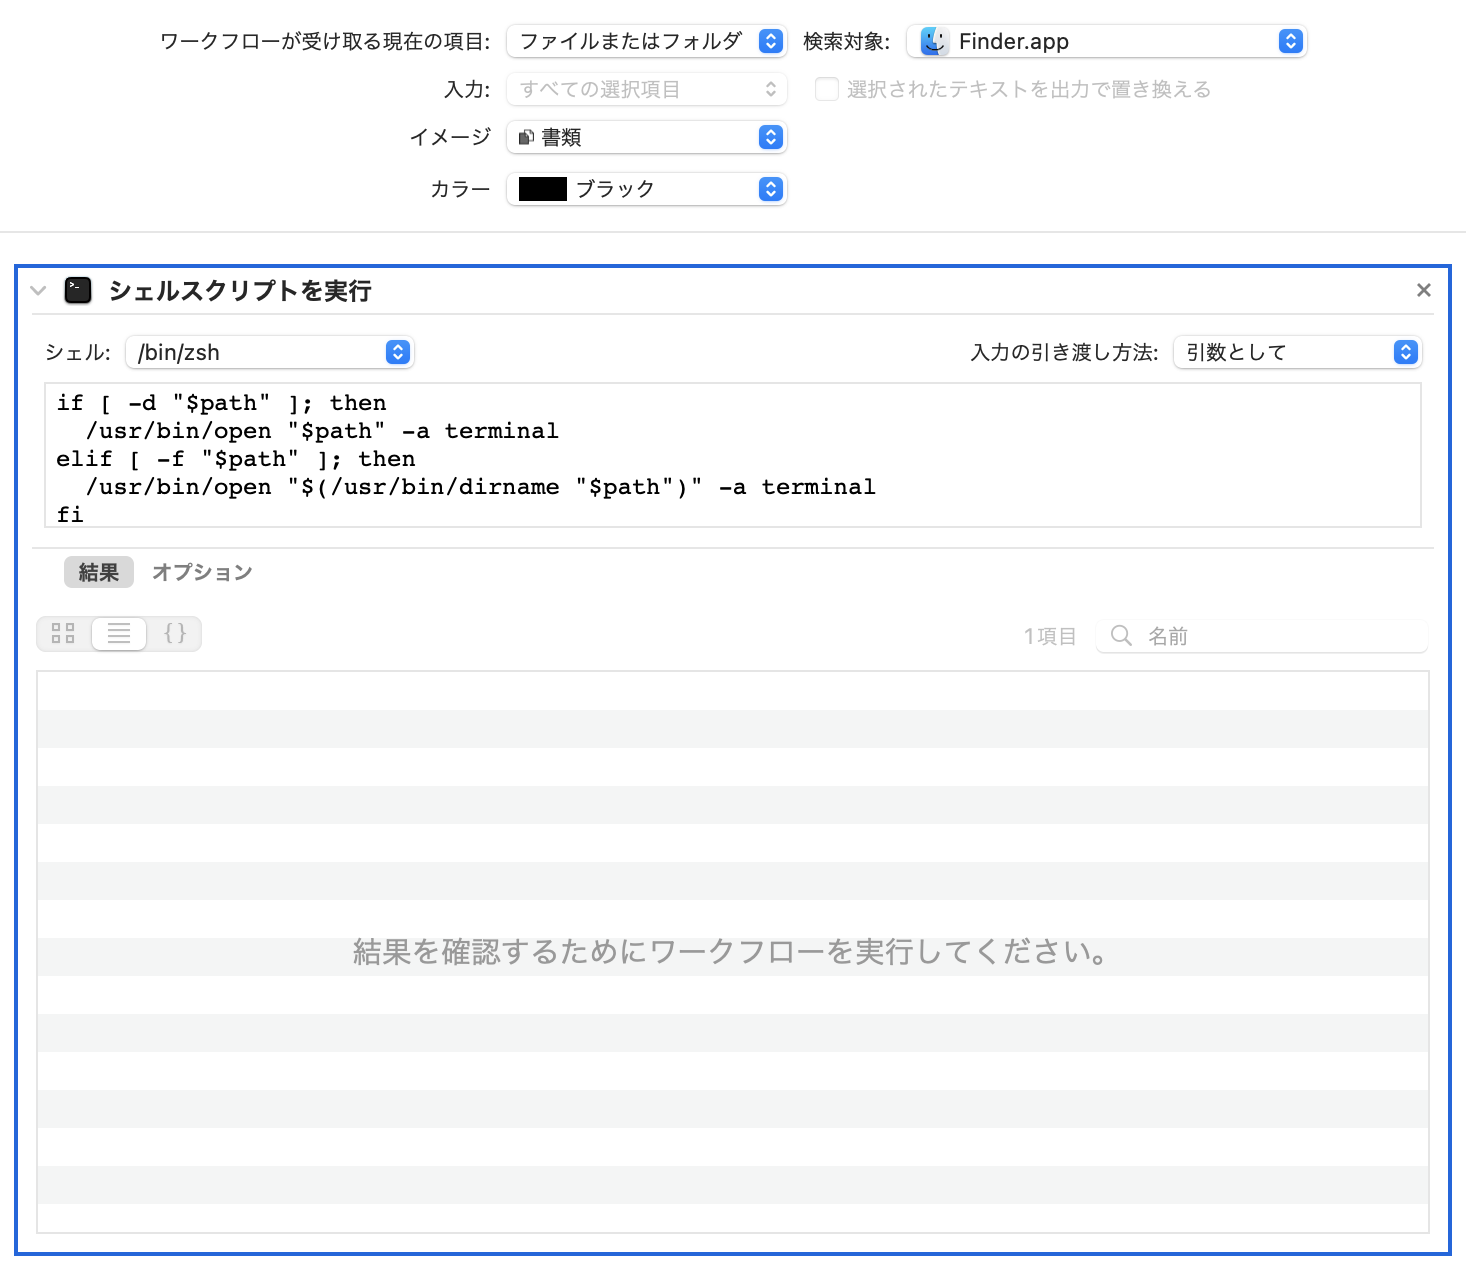 ワークフローが受け取る現在の項目: ファイルまたはフォルダ 検索対象: Finder.app
入力: すべての選択項目 選択されたテキストを出力で置き換える
イメージ 書類
カラー ブラック
シェルスクリプトを実行
シェル: /bin/zsh 入力の引き渡し方法: 引数として
if [ -d "$path" ]; then
  /usr/bin/open "$path" -a terminal
elif [ -f "$path" ]; then
  /usr/bin/open "$(/usr/bin/dirname "$path")" -a terminal
fi
結果 オプション
{} 1項目 名前
結果を確認するためにワークフローを実行してください。